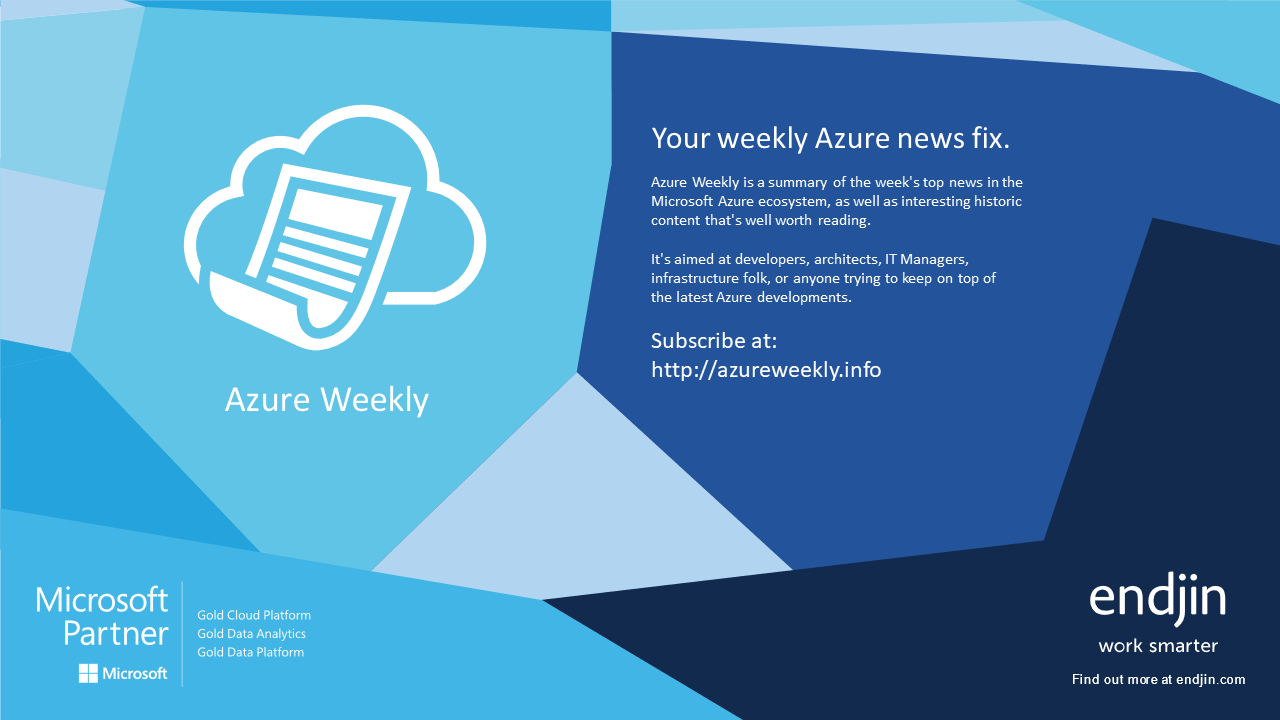 Azure Weekly
Your weekly Azure news fix.
Azure Weekly is a summary of the week's top news in the
Microsoft Azure ecosystem, as well as interesting historic
content that's well worth reading.
It's aimed at developers, architects, IT Managers,
infrastructure folk, or anyone trying to keep on top of
the latest Azure developments.
Subscribe at:
http://azureweekly.info
Microsoft
Partner
Microsoft
Gold Cloud Platform
Gold Data Analytics
Gold Data Platform
endjin
work smarter
Find out more at endjin.com